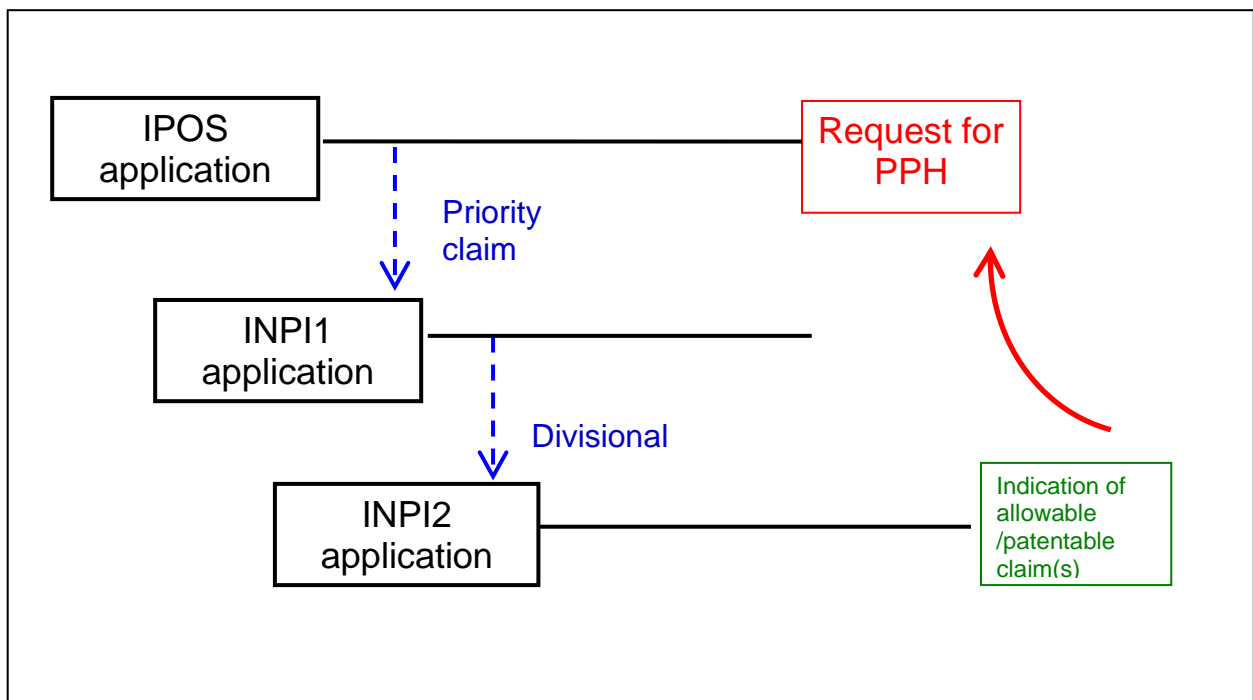 IPOS
application
Request for
PPH
Priority
claim
INPI1
application
Divisional
INPI2
application
Indication of
allowable
/patentable
claim(s)